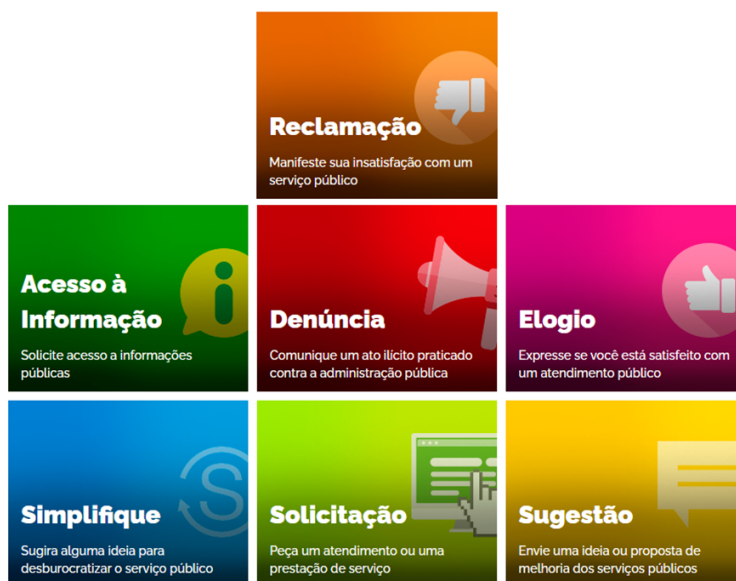 Reclamação
Manifeste sua insatisfação com um
serviço público
Acesso à
Informação
Solicite acesso a informações
públicas
Denúncia
Comunique um ato ilícito praticado
contra a administração pública
Elogio
Expresse se você está satisfeito com
um atendimento público
Simplifique
Sugira alguma ideia para
desburocratizar o serviço público
Solicitação
Peça um atendimento ou uma
prestação de serviço
Sugestão
Envie uma ideia ou proposta de
melhoria dos serviços públicos